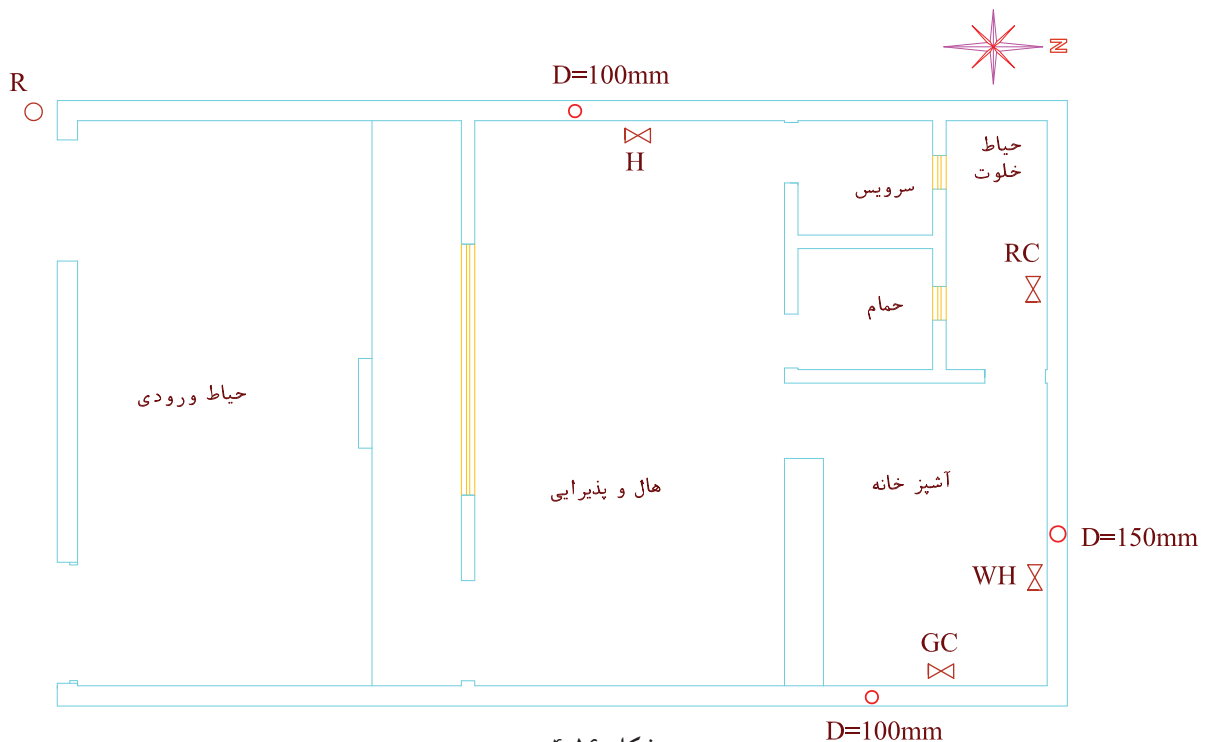 N
R
D=100mm
H
حیاط
خلوت
سرویس
RC
حمام
حیاط ورودی
هال و پذیرایی
آشپز خانه
D=150mm
WH
GC
D=100mm